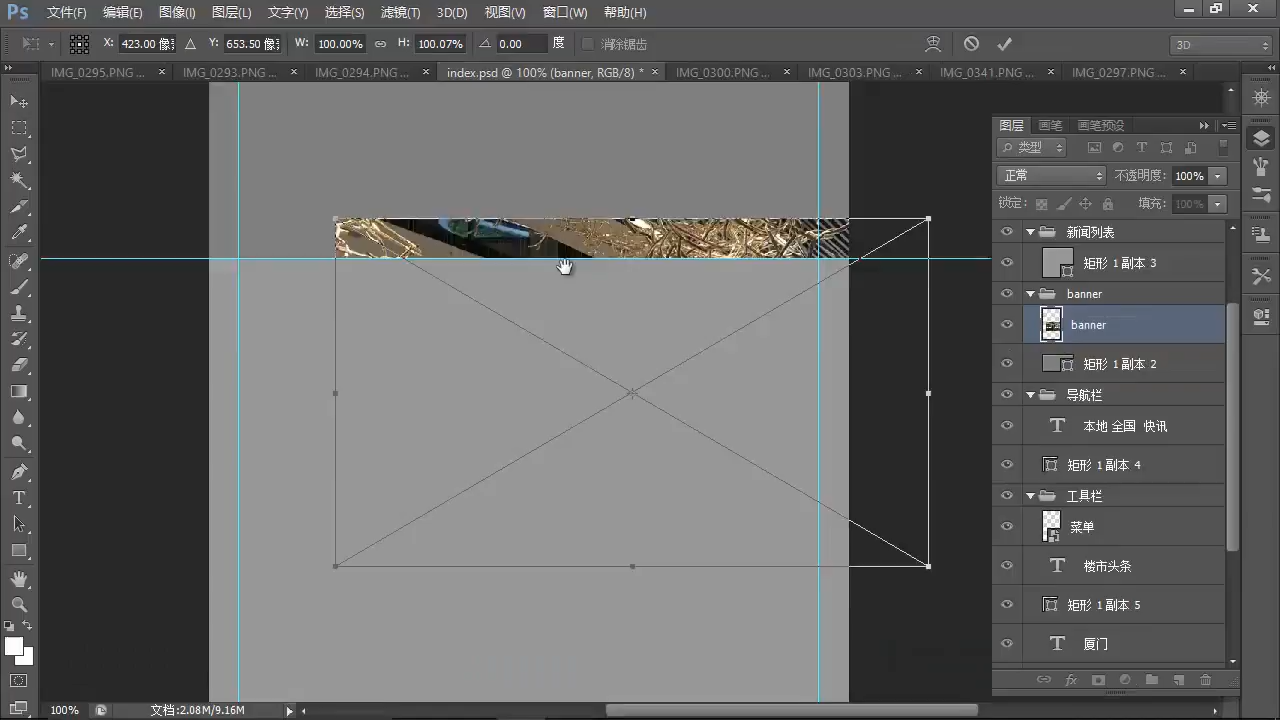 Ps 文件(F) 编辑(E) 图像(I) 图层(L) 文字(Y) 选择(S) 滤镜(T) 3D(D) 视图(V) 窗口(W) 帮助(H)
X: 423.00 像素 Y: 653.50 像素 W: 100.00% H: 100.07% 0.00 度 消除锯齿 3D
IMG_0295.PNG ... × IMG_0293.PNG ... × IMG_0294.PNG ... × index.psd @ 100% (banner, RGB/8) * × IMG_0300.PNG ... × IMG_0303.PNG ... × IMG_0341.PNG ... × IMG_0297.PNG ... ×
图层 画笔 画笔预设
类型
正常 不透明度: 100%
锁定: 填充: 100%
新闻列表
矩形 1 副本 3
banner
banner
矩形 1 副本 2
导航栏
本地 全国 快讯
矩形 1 副本 4
工具栏
菜单
楼市头条
矩形 1 副本 5
厦门
100% 文档:2.08M/9.16M